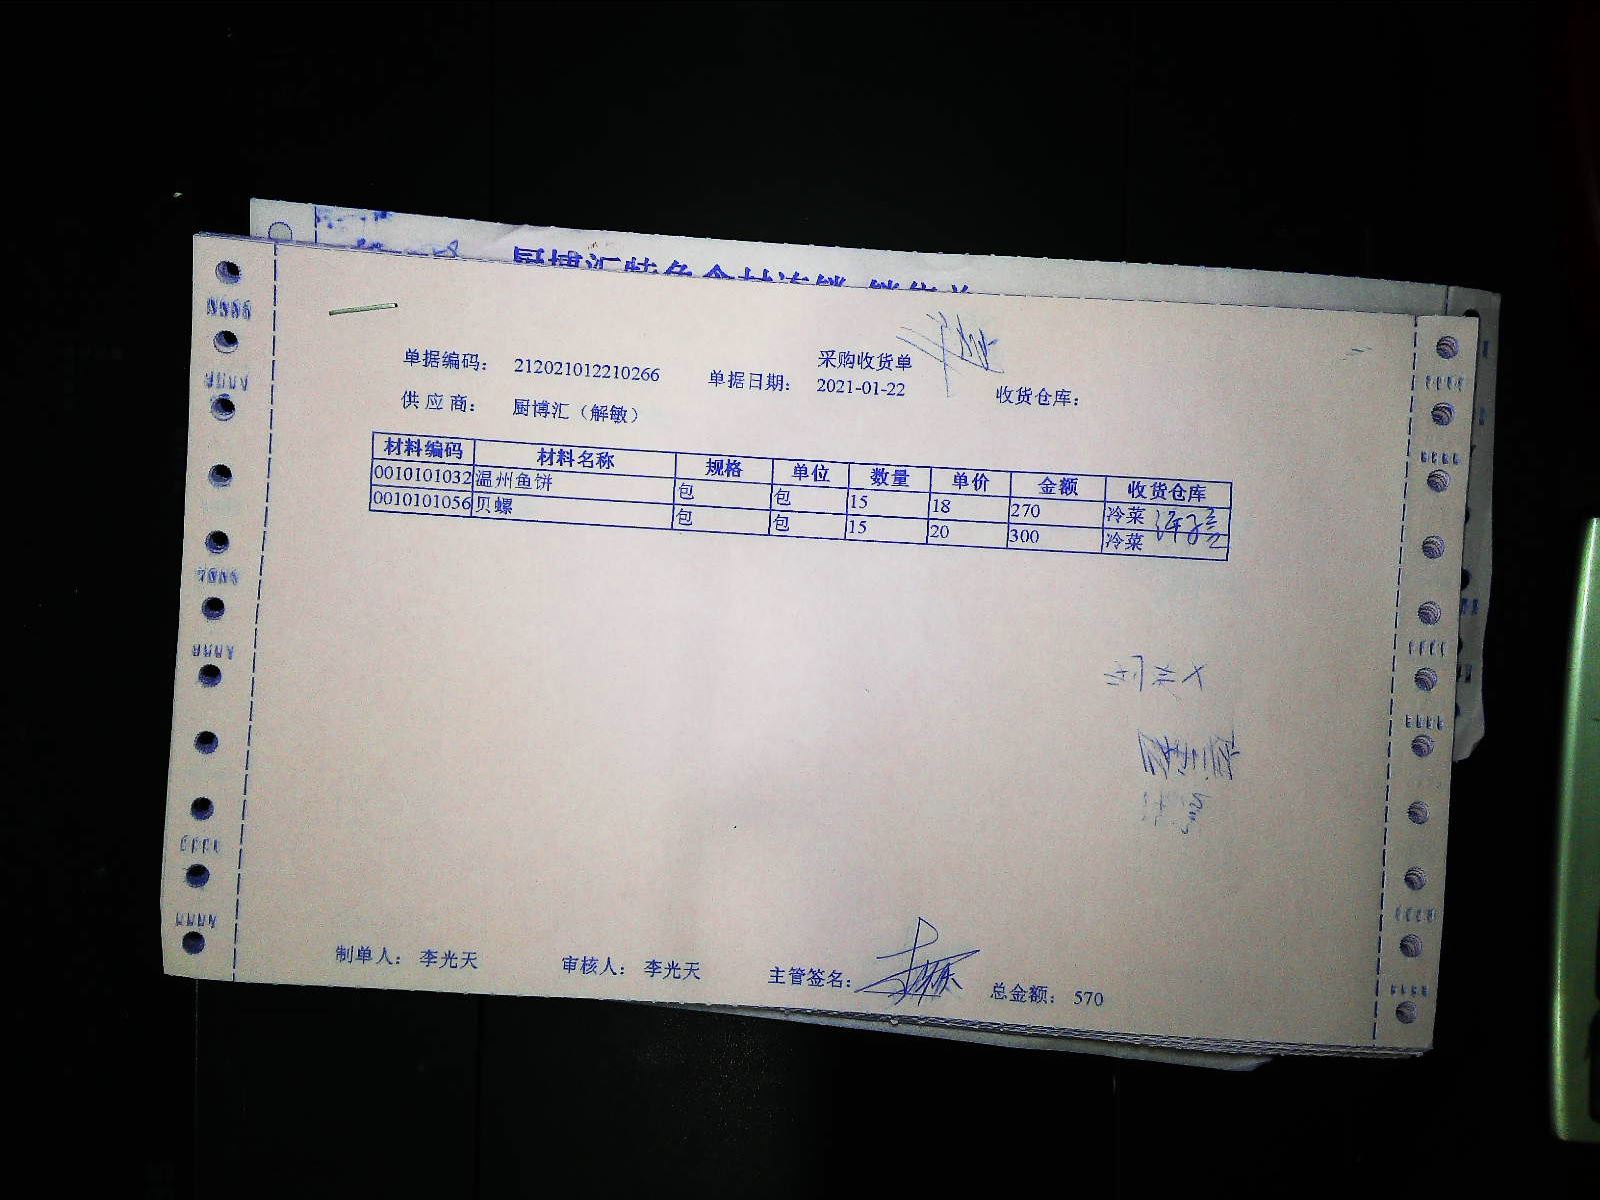 采购收货单
单据编码： 212021012210266 单据日期： 2021-01-22 收货仓库：
供 应 商： 厨博汇（解敏）
材料编码 材料名称 规格 单位 数量 单价 金额 收货仓库
0010101032 温州鱼饼 包 包 15 18 270 冷菜
0010101056 贝螺 包 包 15 20 300 冷菜
制单人： 李光天 审核人： 李光天 主管签名： 总金额： 570